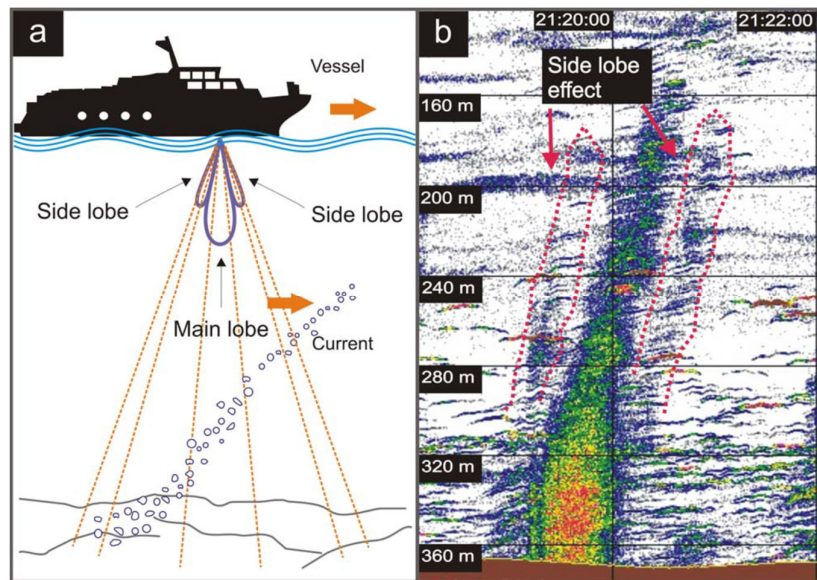 a
Vessel
Side lobe
Side lobe
Main lobe
Current
b
21:20:00
21:22:00
Side lobe
effect
160 m
200 m
240 m
280 m
320 m
360 m